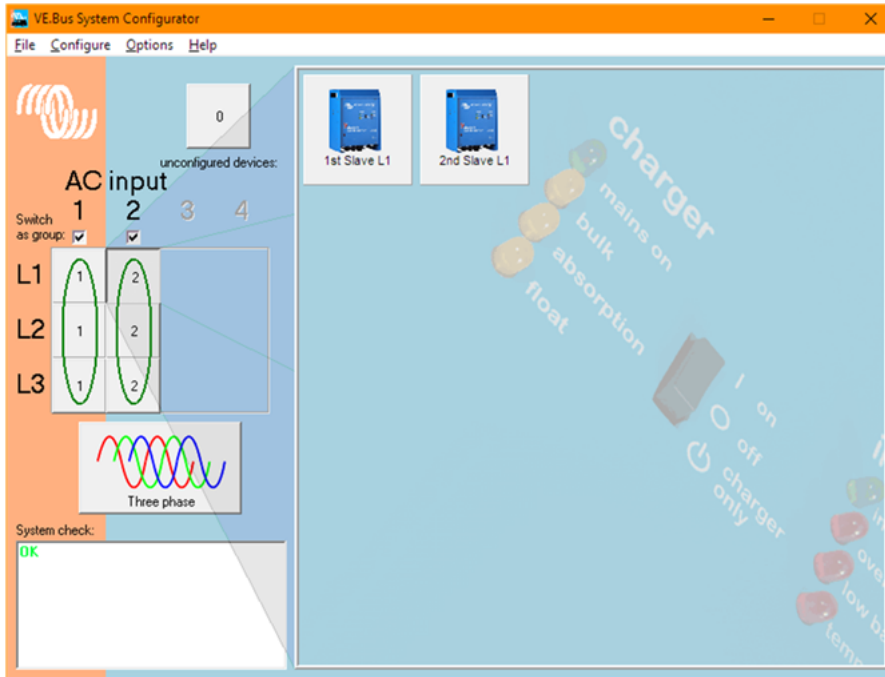 VE.Bus System Configurator
File Configure Options Help
0
unconfigured devices:
AC input
Switch as group:
1 2 3 4
L1 1 2
L2 1 2
L3 1 2
Three phase
System check:
OK
1st Slave L1
2nd Slave L1
charger
mains on
bulk
absorption
float
on
off
charger
only
low